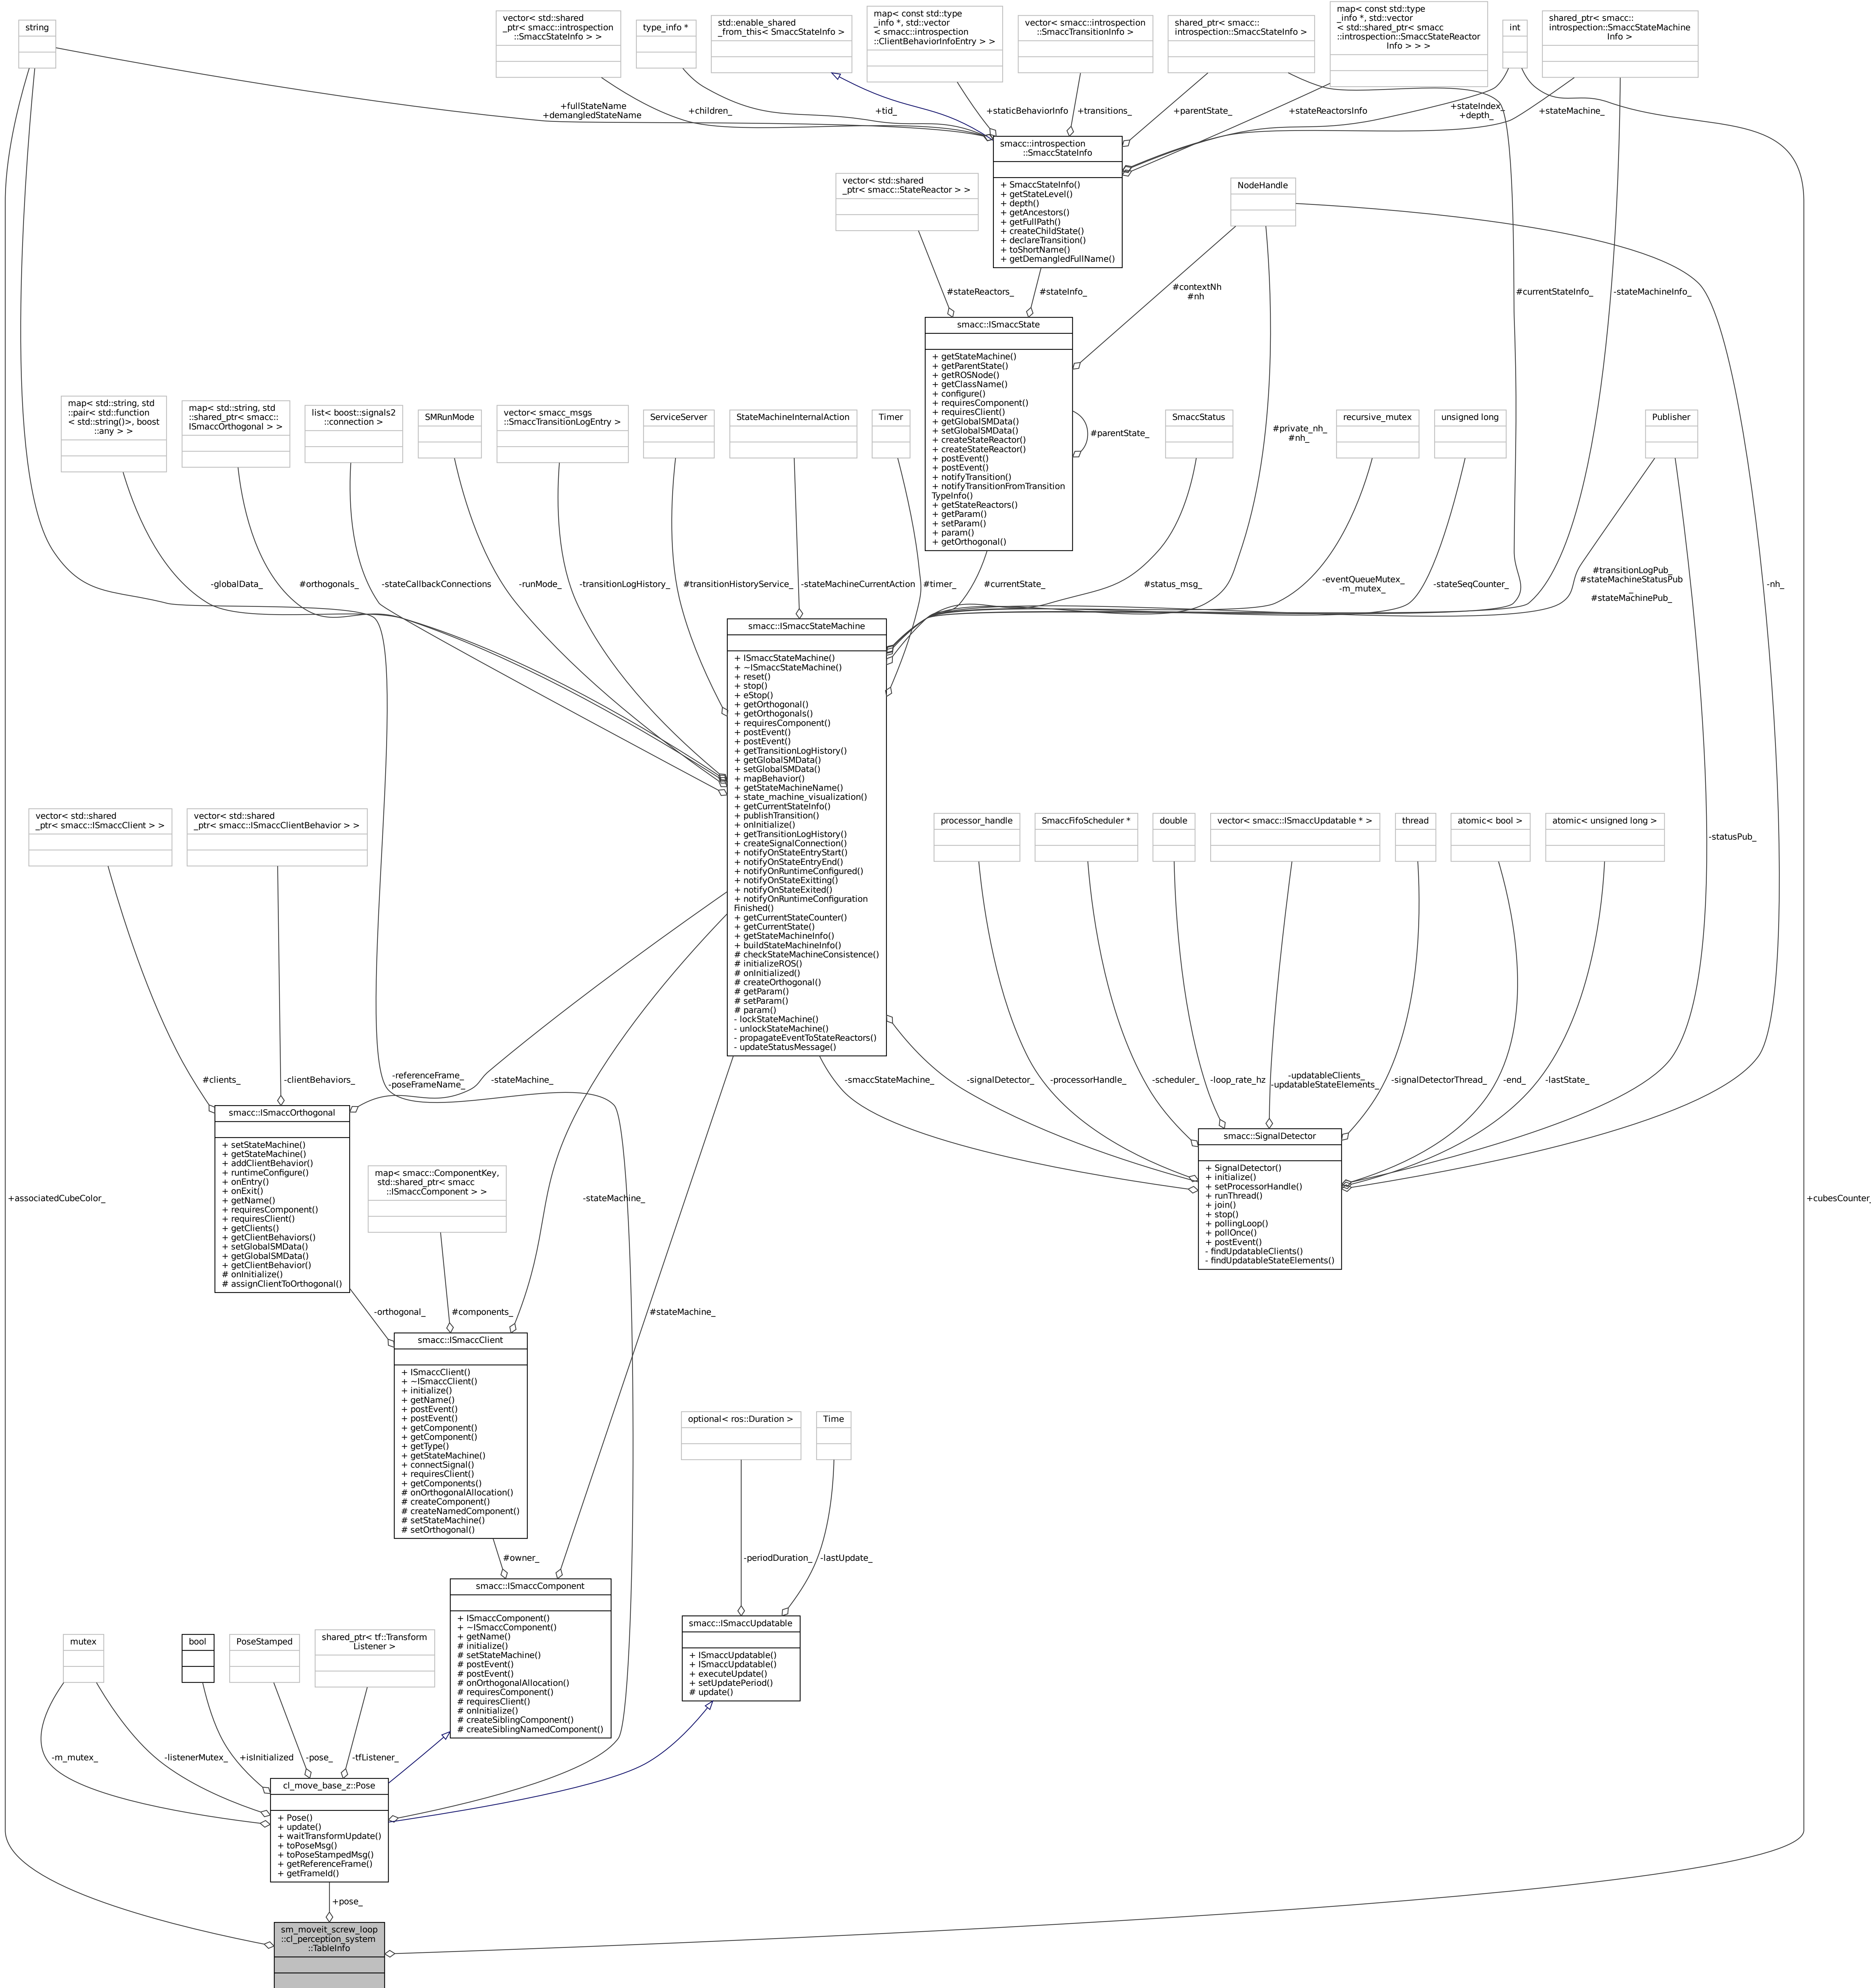 string
vector< std::shared
_ptr< smacc::introspection
::SmaccStateInfo > >
type_info *
std::enable_shared
_from_this< SmaccStateInfo >
map< const std::type
_info *, std::vector
< smacc::introspection
::ClientBehaviorInfoEntry > >
vector< smacc::introspection
::SmaccTransitionInfo >
shared_ptr< smacc::
introspection::SmaccStateInfo >
map< const std::type
_info *, std::vector
< std::shared_ptr< smacc
::introspection::SmaccStateReactor
Info > > >
int
shared_ptr< smacc::
introspection::SmaccStateMachine
Info >
+fullStateName
+demangledStateName
+children_
+tid_
+staticBehaviorInfo
+transitions_
+parentState_
+stateReactorsInfo
+stateIndex_
+depth_
+stateMachine_
smacc::introspection
::SmaccStateInfo
+ SmaccStateInfo()
+ getStateLevel()
+ depth()
+ getAncestors()
+ getFullPath()
+ createChildState()
+ declareTransition()
+ toShortName()
+ getDemangledFullName()
vector< std::shared
_ptr< smacc::StateReactor > >
NodeHandle
#stateReactors_
#stateInfo_
#contextNh
#nh
#currentStateInfo_
-stateMachineInfo_
smacc::ISmaccState
+ getStateMachine()
+ getParentState()
+ getROSNode()
+ getClassName()
+ configure()
+ requiresComponent()
+ requiresClient()
+ getGlobalSMData()
+ setGlobalSMData()
+ createStateReactor()
+ createStateReactor()
+ postEvent()
+ postEvent()
+ notifyTransition()
+ notifyTransitionFromTransition
TypeInfo()
+ getStateReactors()
+ getParam()
+ setParam()
+ param()
+ getOrthogonal()
#parentState_
map< std::string, std
::pair< std::function
< std::string()>, boost
::any > >
map< std::string, std
::shared_ptr< smacc::
ISmaccOrthogonal > >
list< boost::signals2
::connection >
SMRunMode
vector< smacc_msgs
::SmaccTransitionLogEntry >
ServiceServer
StateMachineInternalAction
Timer
#private_nh_
#nh_
SmaccStatus
recursive_mutex
unsigned long
Publisher
-globalData_
#orthogonals_
-stateCallbackConnections
-runMode_
-transitionLogHistory_
#transitionHistoryService_
-stateMachineCurrentAction
#timer_
#currentState_
#status_msg_
-eventQueueMutex_
-m_mutex_
-stateSeqCounter_
#transitionLogPub_
#stateMachineStatusPub
_
#stateMachinePub_
-nh_
smacc::ISmaccStateMachine
+ ISmaccStateMachine()
+ ~ISmaccStateMachine()
+ reset()
+ stop()
+ eStop()
+ getOrthogonal()
+ getOrthogonals()
+ requiresComponent()
+ postEvent()
+ postEvent()
+ getTransitionLogHistory()
+ getGlobalSMData()
+ setGlobalSMData()
+ mapBehavior()
+ getStateMachineName()
+ state_machine_visualization()
+ getCurrentStateInfo()
+ publishTransition()
+ onInitialize()
+ getTransitionLogHistory()
+ createSignalConnection()
+ notifyOnStateEntryStart()
+ notifyOnStateEntryEnd()
+ notifyOnRuntimeConfigured()
+ notifyOnStateExitting()
+ notifyOnStateExited()
+ notifyOnRuntimeConfiguration
Finished()
+ getCurrentStateCounter()
+ getCurrentState()
+ getStateMachineInfo()
+ buildStateMachineInfo()
# checkStateMachineConsistence()
# initializeROS()
# onInitialized()
# createOrthogonal()
# getParam()
# setParam()
# param()
- lockStateMachine()
- unlockStateMachine()
- propagateEventToStateReactors()
- updateStatusMessage()
vector< std::shared
_ptr< smacc::ISmaccClient > >
vector< std::shared
_ptr< smacc::ISmaccClientBehavior > >
processor_handle
SmaccFifoScheduler *
double
vector< smacc::ISmaccUpdatable * >
thread
atomic< bool >
atomic< unsigned long >
-statusPub_
#clients_
-clientBehaviors_
-referenceFrame_
-poseFrameName_
-stateMachine_
-smaccStateMachine_
-signalDetector_
-processorHandle_
-scheduler_
-loop_rate_hz
-updatableClients_
-updatableStateElements_
-signalDetectorThread_
-end_
-lastState_
smacc::ISmaccOrthogonal
+ setStateMachine()
+ getStateMachine()
+ addClientBehavior()
+ runtimeConfigure()
+ onEntry()
+ onExit()
+ getName()
+ requiresComponent()
+ requiresClient()
+ getClients()
+ getClientBehaviors()
+ setGlobalSMData()
+ getGlobalSMData()
+ getClientBehavior()
# onInitialize()
# assignClientToOrthogonal()
smacc::SignalDetector
+ SignalDetector()
+ initialize()
+ setProcessorHandle()
+ runThread()
+ join()
+ stop()
+ pollingLoop()
+ pollOnce()
+ postEvent()
- findUpdatableClients()
- findUpdatableStateElements()
map< smacc::ComponentKey,
std::shared_ptr< smacc
::ISmaccComponent > >
+associatedCubeColor_
-stateMachine_
+cubesCounter_
-orthogonal_
#components_
#stateMachine_
smacc::ISmaccClient
+ ISmaccClient()
+ ~ISmaccClient()
+ initialize()
+ getName()
+ postEvent()
+ postEvent()
+ getComponent()
+ getComponent()
+ getType()
+ getStateMachine()
+ connectSignal()
+ requiresClient()
+ getComponents()
# onOrthogonalAllocation()
# createComponent()
# createNamedComponent()
# setStateMachine()
# setOrthogonal()
optional< ros::Duration >
Time
#owner_
-periodDuration_
-lastUpdate_
smacc::ISmaccComponent
+ ISmaccComponent()
+ ~ISmaccComponent()
+ getName()
# initialize()
# setStateMachine()
# postEvent()
# postEvent()
# onOrthogonalAllocation()
# requiresComponent()
# requiresClient()
# onInitialize()
# createSiblingComponent()
# createSiblingNamedComponent()
smacc::ISmaccUpdatable
+ ISmaccUpdatable()
+ ISmaccUpdatable()
+ executeUpdate()
+ setUpdatePeriod()
# update()
mutex
bool
PoseStamped
shared_ptr< tf::Transform
Listener >
-m_mutex_
-listenerMutex_
+isInitialized
-pose_
-tfListener_
cl_move_base_z::Pose
+ Pose()
+ update()
+ waitTransformUpdate()
+ toPoseMsg()
+ toPoseStampedMsg()
+ getReferenceFrame()
+ getFrameId()
+pose_
sm_moveit_screw_loop
::cl_perception_system
::TableInfo